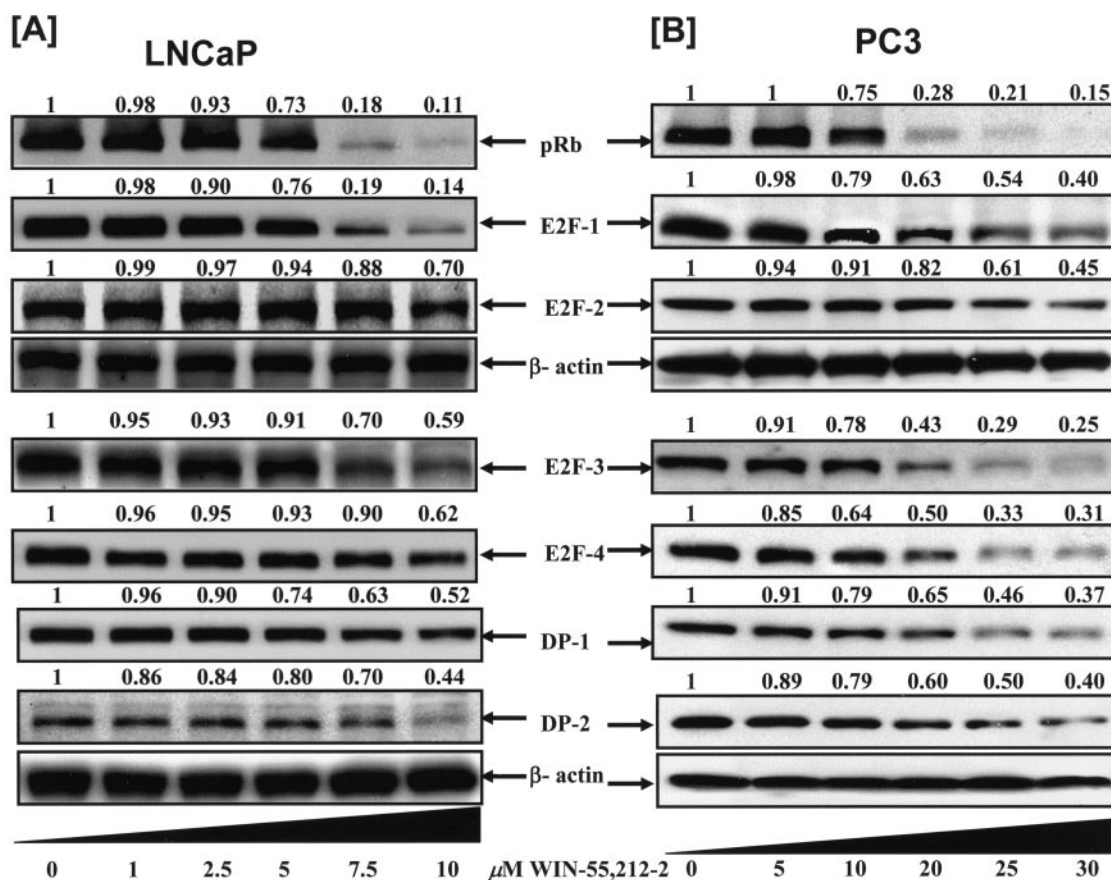 [A] LNCaP
1 0.98 0.93 0.73 0.18 0.11
pRb
1 0.98 0.90 0.76 0.19 0.14
E2F-1
1 0.99 0.97 0.94 0.88 0.70
E2F-2
β- actin
1 0.95 0.93 0.91 0.70 0.59
E2F-3
1 0.96 0.95 0.93 0.90 0.62
E2F-4
1 0.96 0.90 0.74 0.63 0.52
DP-1
1 0.86 0.84 0.80 0.70 0.44
DP-2
β- actin
0 1 2.5 5 7.5 10
μM WIN-55,212-2
[B] PC3
1 1 0.75 0.28 0.21 0.15
1 0.98 0.79 0.63 0.54 0.40
1 0.94 0.91 0.82 0.61 0.45
1 0.91 0.78 0.43 0.29 0.25
1 0.85 0.64 0.50 0.33 0.31
1 0.91 0.79 0.65 0.46 0.37
1 0.89 0.79 0.60 0.50 0.40
0 5 10 20 25 30